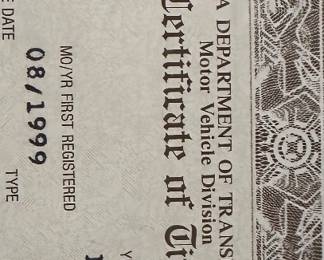 A DEPARTMENT OF TRANS
Motor Vehicle Division
Certificate of Ti
MO/YR FIRST REGISTERED
08/1999
TYPE
E DATE